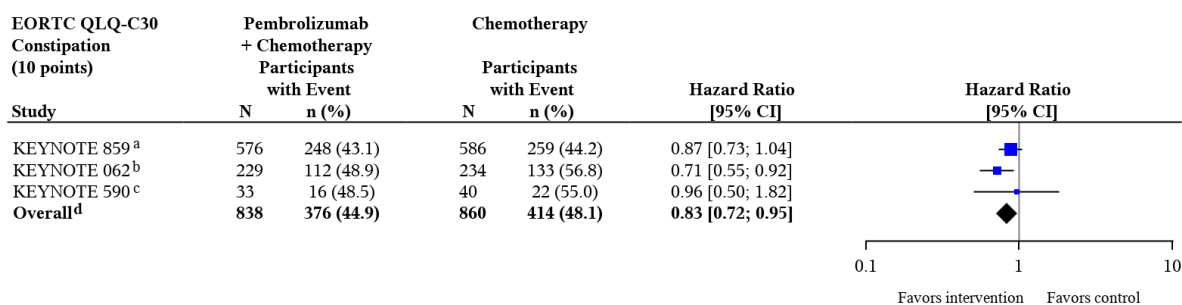 EORTC QLQ-C30 Pembrolizumab Chemotherapy
Constipation + Chemotherapy
(10 points) Participants Participants
with Event with Event Hazard Ratio Hazard Ratio
Study N n (%) N n (%) [95% CI] [95% CI]
KEYNOTE 859 a 576 248 (43.1) 586 259 (44.2) 0.87 [0.73; 1.04]
KEYNOTE 062 b 229 112 (48.9) 234 133 (56.8) 0.71 [0.55; 0.92]
KEYNOTE 590 c 33 16 (48.5) 40 22 (55.0) 0.96 [0.50; 1.82]
Overall d 838 376 (44.9) 860 414 (48.1) 0.83 [0.72; 0.95]
0.1 1 10
Favors intervention Favors control